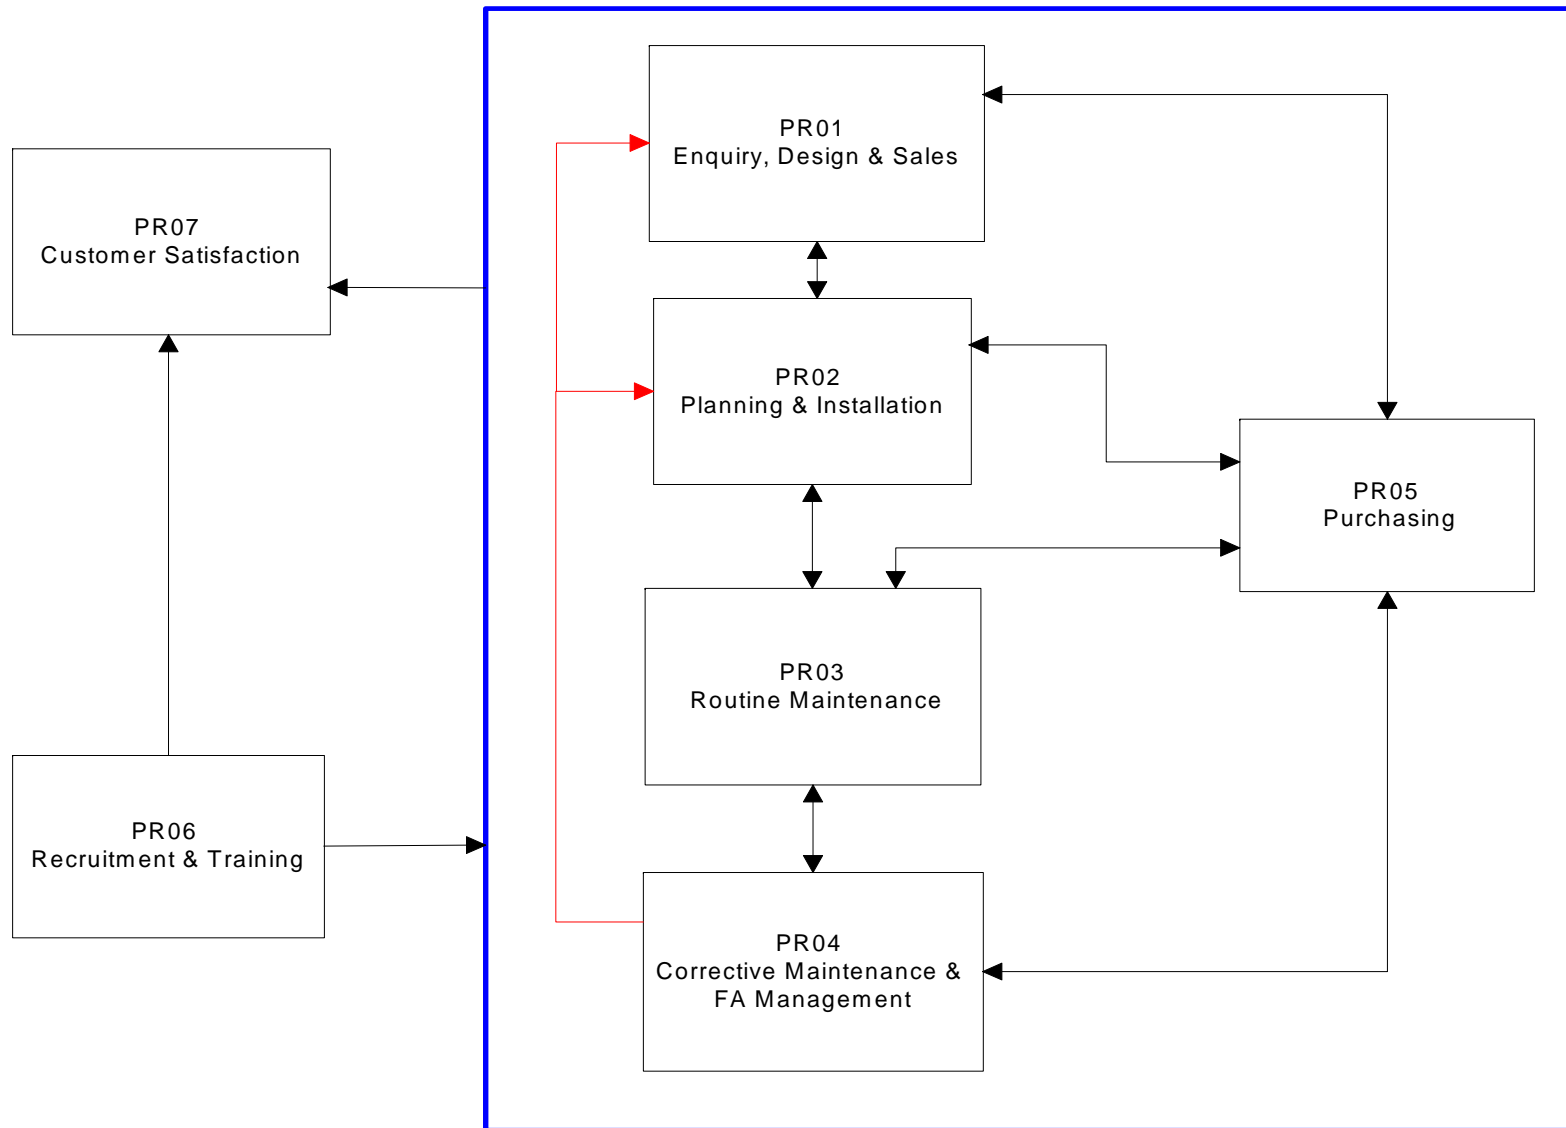 PR01
Enquiry, Design & Sales
PR07
Customer Satisfaction
PR02
Planning & Installation
PR05
Purchasing
PR03
Routine Maintenance
PR06
Recruitment & Training
PR04
Corrective Maintenance &
FA Management